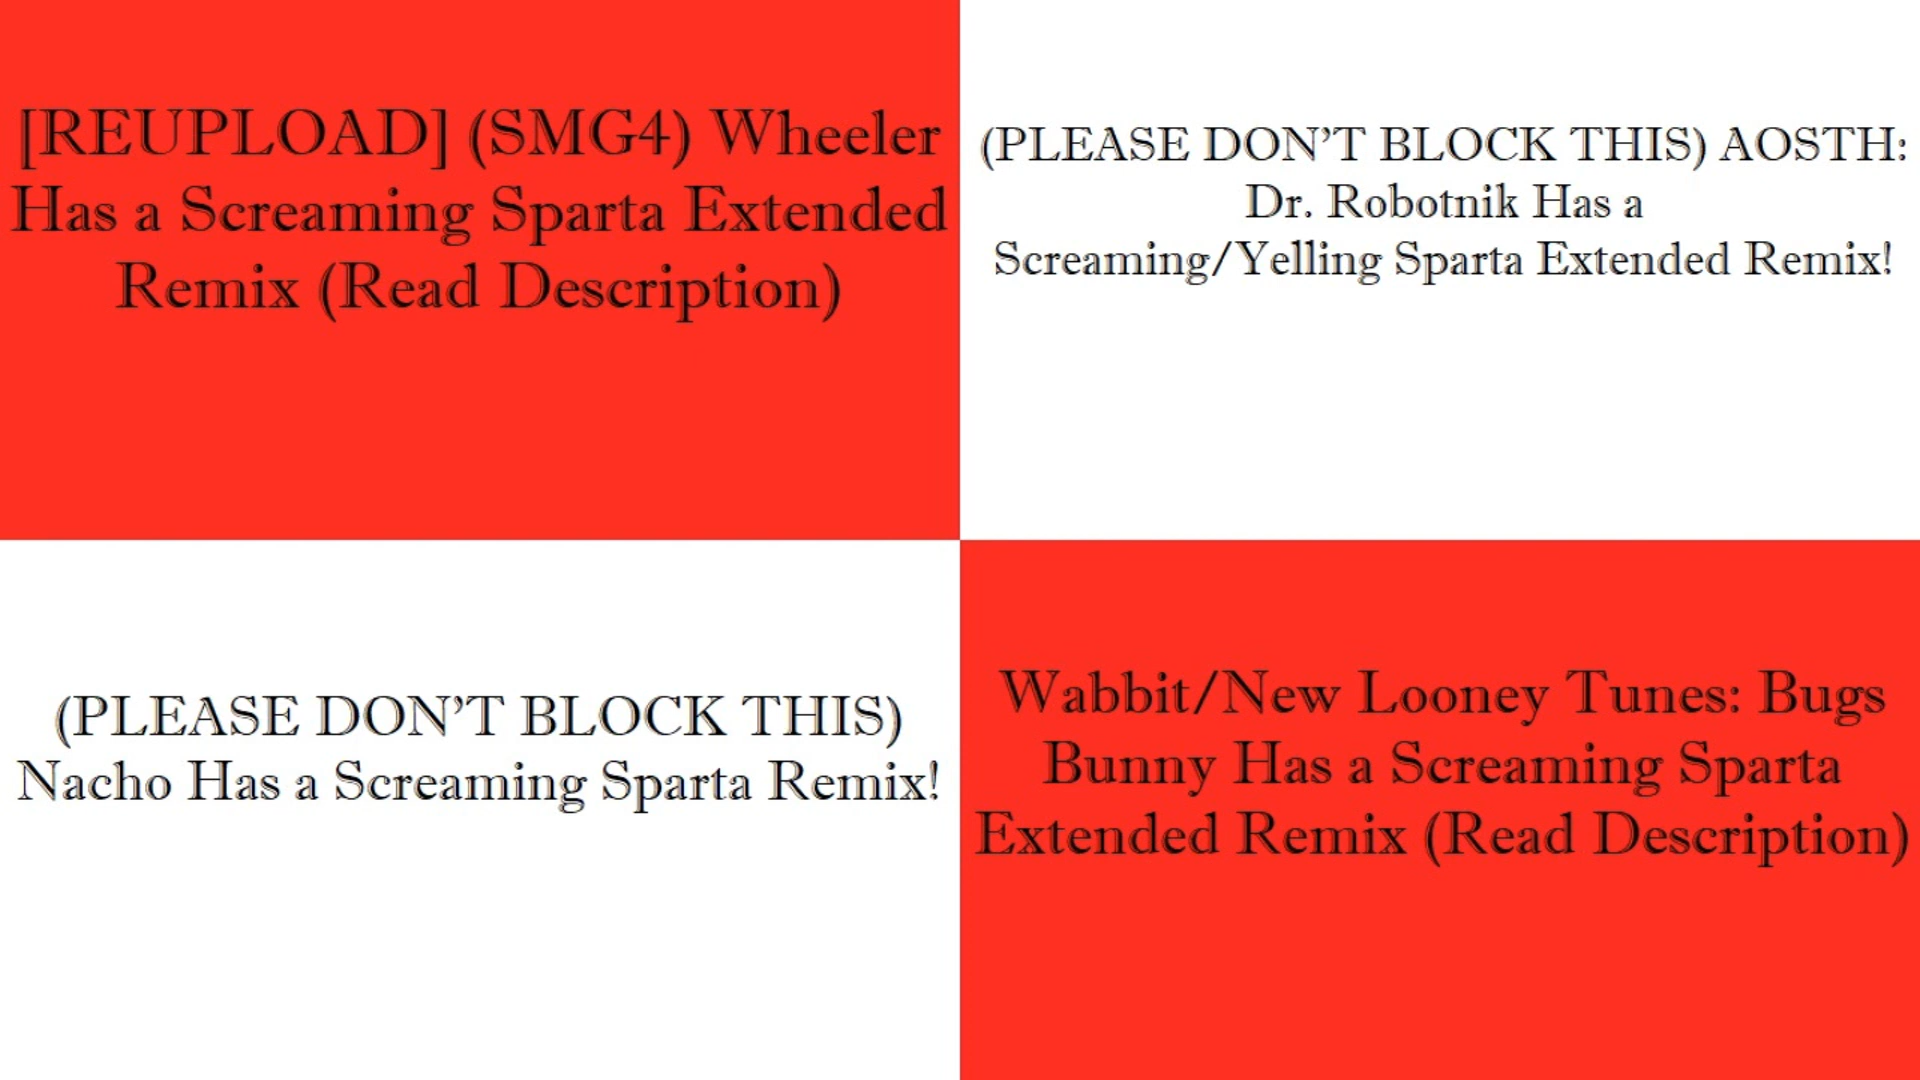 [REUPLOAD] (SMG4) Wheeler
Has a Screaming Sparta Extended
Remix (Read Description)
(PLEASE DON’T BLOCK THIS) AOSTH:
Dr. Robotnik Has a
Screaming/Yelling Sparta Extended Remix!
(PLEASE DON’T BLOCK THIS)
Nacho Has a Screaming Sparta Remix!
Wabbit/New Looney Tunes: Bugs
Bunny Has a Screaming Sparta
Extended Remix (Read Description)